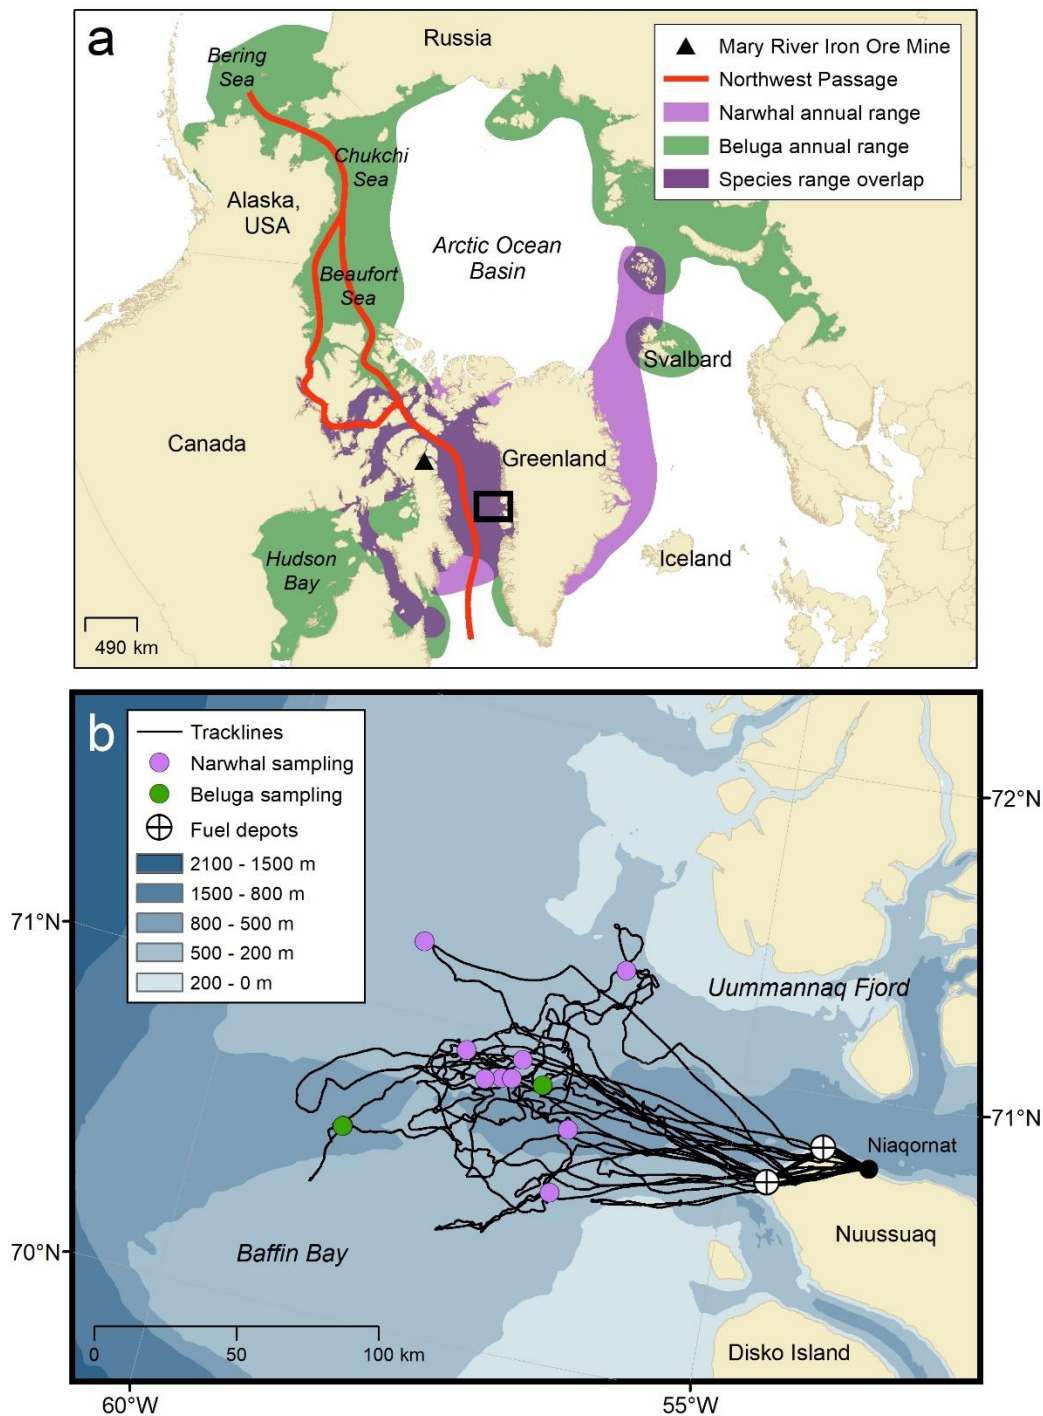 a
Bering
Sea
Russia
Mary River Iron Ore Mine
Northwest Passage
Narwhal annual range
Beluga annual range
Species range overlap
Chukchi
Sea
Alaska,
USA
Arctic Ocean
Basin
Beaufort
Sea
Svalbard
Canada
Greenland
Hudson
Bay
Iceland
490 km
b
Tracklines
Narwhal sampling
Beluga sampling
Fuel depots
2100 - 1500 m
1500 - 800 m
800 - 500 m
500 - 200 m
200 - 0 m
72°N
71°N
Uummannaq Fjord
71°N
Niaqornat
Nuussuaq
70°N
Baffin Bay
0 50 100 km
Disko Island
60°W 55°W